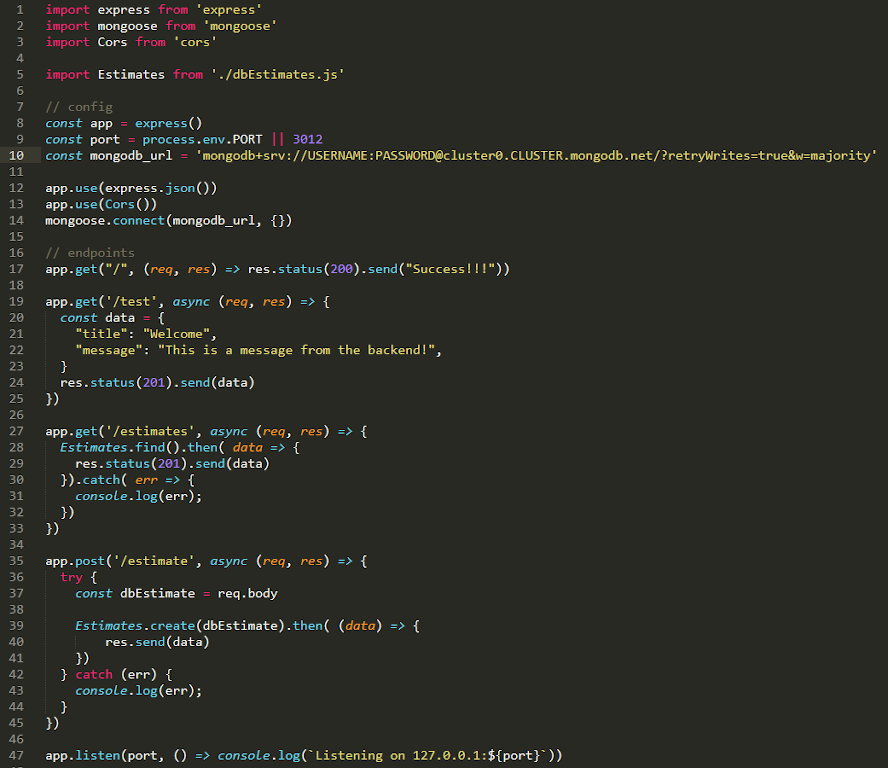 1 import express from 'express'
2 import mongoose from 'mongoose'
3 import Cors from 'cors'
4
5 import Estimates from './dbEstimates.js'
6
7 // config
8 const app = express()
9 const port = process.env.PORT || 3012
10 const mongodb_url = 'mongodb+srv://USERNAME:PASSWORD@cluster0.CLUSTER.mongodb.net/?retryWrites=true&w=majority'
11
12 app.use(express.json())
13 app.use(Cors())
14 mongoose.connect(mongodb_url, {})
15
16 // endpoints
17 app.get("/", (req, res) => res.status(200).send("Success!!!"))
18
19 app.get('/test', async (req, res) => {
20   const data = {
21     "title": "Welcome",
22     "message": "This is a message from the backend!",
23   }
24   res.status(201).send(data)
25 })
26
27 app.get('/estimates', async (req, res) => {
28   Estimates.find().then( data => {
29     res.status(201).send(data)
30   }).catch( err => {
31     console.log(err);
32   })
33 })
34
35 app.post('/estimate', async (req, res) => {
36   try {
37     const dbEstimate = req.body
38
39     Estimates.create(dbEstimate).then( (data) => {
40         res.send(data)
41     })
42   } catch (err) {
43     console.log(err);
44   }
45 })
46
47 app.listen(port, () => console.log(`Listening on 127.0.0.1:${port}`))